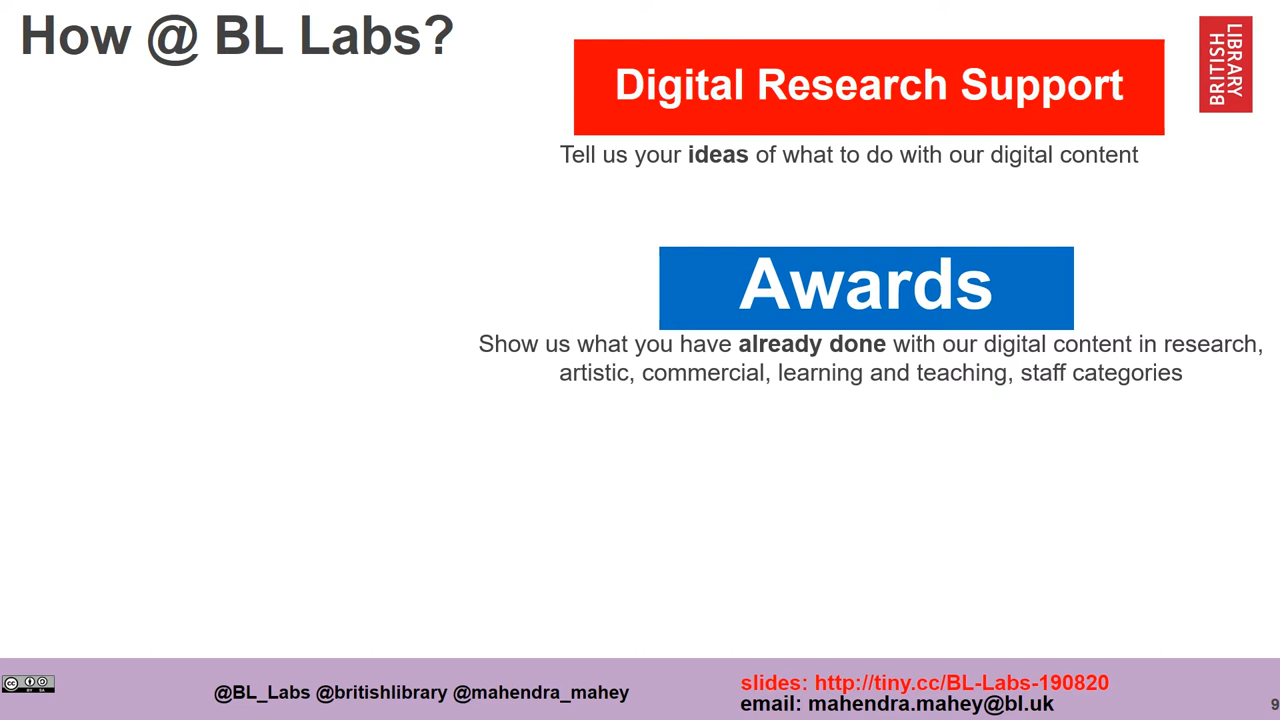 How @ BL Labs?
BRITISH
LIBRARY
Digital Research Support
Tell us your ideas of what to do with our digital content
Awards
Show us what you have already done with our digital content in research,
artistic, commercial, learning and teaching, staff categories
cc BY SA
@BL_Labs @britishlibrary @mahendra_mahey
slides: http://tiny.cc/BL-Labs-190820
email: mahendra.mahey@bl.uk
9